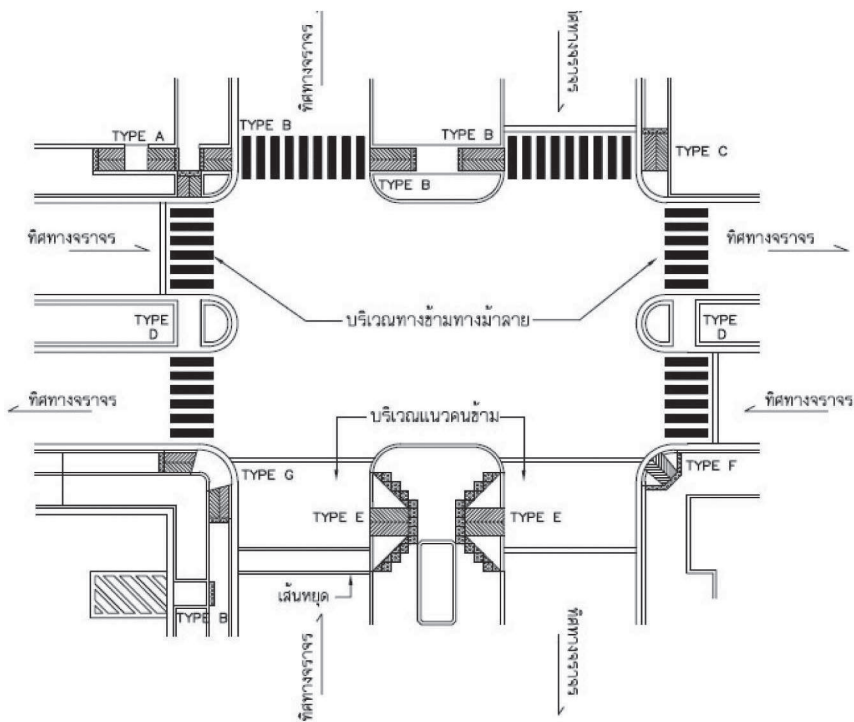 ทิศทางจราจร
ทิศทางจราจร
TYPE A
TYPE B
TYPE B
TYPE C
TYPE B
ทิศทางจราจร
ทิศทางจราจร
บริเวณทางข้ามทางม้าลาย
TYPE
D
TYPE
D
ทิศทางจราจร
ทิศทางจราจร
บริเวณแนวคนข้าม
TYPE G
TYPE F
TYPE E
TYPE E
เส้นหยุด
TYPE B
ทิศทางจราจร
ทิศทางจราจร